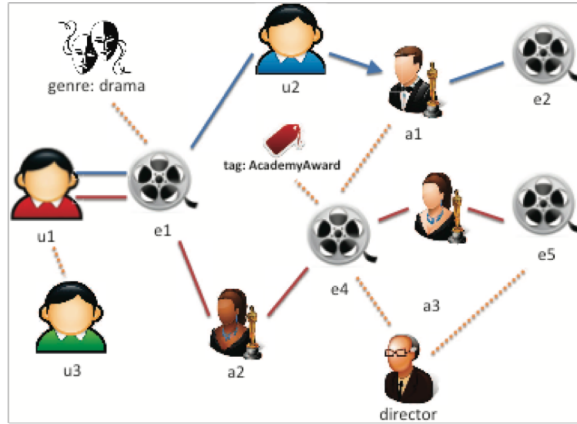 genre: drama
u2
a1
e2
tag: AcademyAward
u1
e1
e4
e5
a3
u3
a2
director